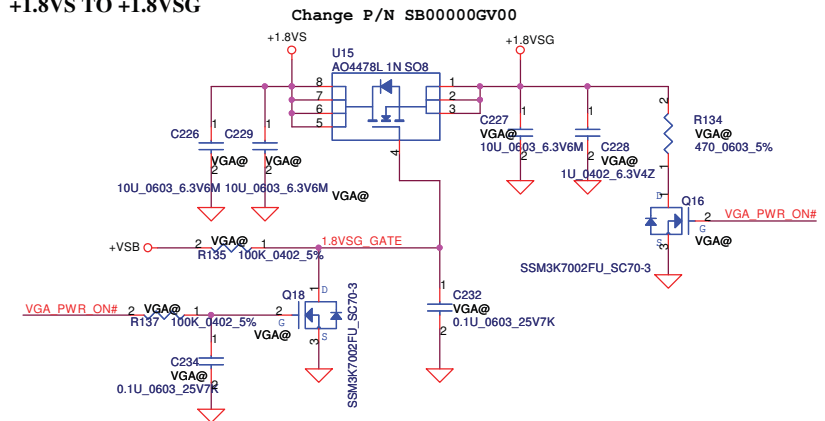 +1.8VS TO +1.8VSG
Change P/N SB00000GV00
+1.8VS
+1.8VSG
U15
AO4478L 1N SO8
8
7
6
5
1
2
3
4
C226
1
2
VGA@
10U_0603_6.3V6M
C229
1
2
VGA@
10U_0603_6.3V6M
VGA@
C227
VGA@
10U_0603_6.3V6M
1
2
C228
VGA@
1U_0402_6.3V4Z
1
2
R134
VGA@
470_0603_5%
2
1
Q16
VGA@
D
G
S
1
2
3
VGA_PWR_ON#
SSM3K7002FU_SC70-3
+VSB
2
VGA@
1
R135
100K_0402_5%
1.8VSG_GATE
VGA_PWR_ON#
2
VGA@
1
R137
100K_0402_5%
Q18
VGA@
D
G
S
1
2
3
SSM3K7002FU_SC70-3
C232
VGA@
0.1U_0603_25V7K
1
2
C234
VGA@
0.1U_0603_25V7K
1
2